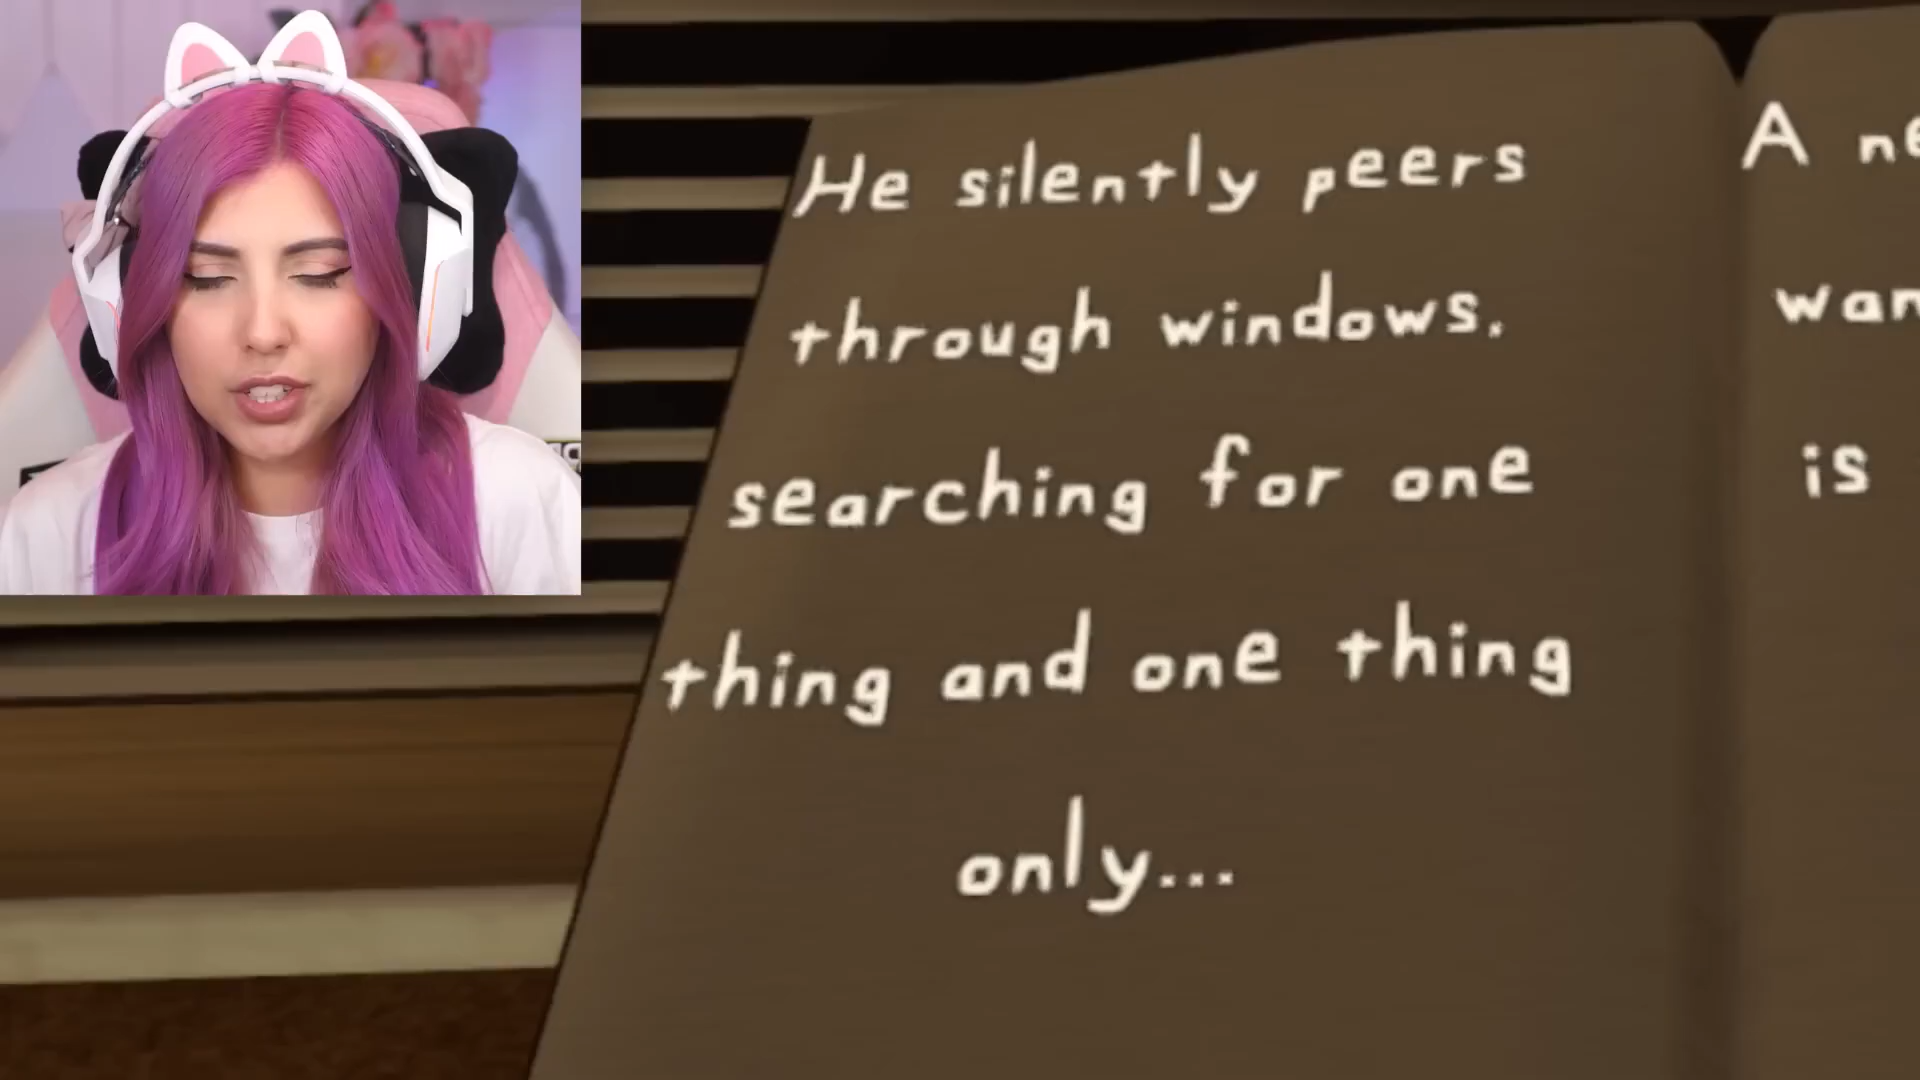 He silently peers
through windows.
searching for one
thing and one thing
only...
A
is